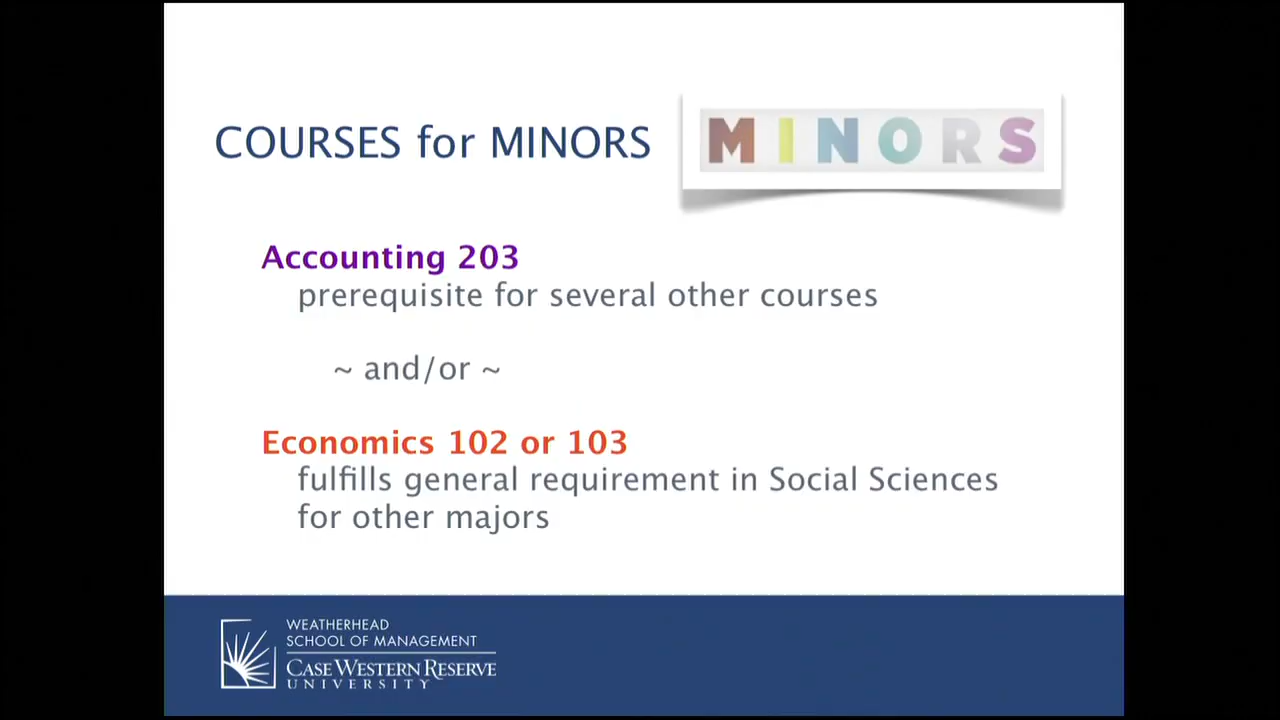 COURSES for MINORS
MINORS
Accounting 203
prerequisite for several other courses
~ and/or ~
Economics 102 or 103
fulfills general requirement in Social Sciences
for other majors
WEATHERHEAD
SCHOOL OF MANAGEMENT
CASE WESTERN RESERVE
UNIVERSITY